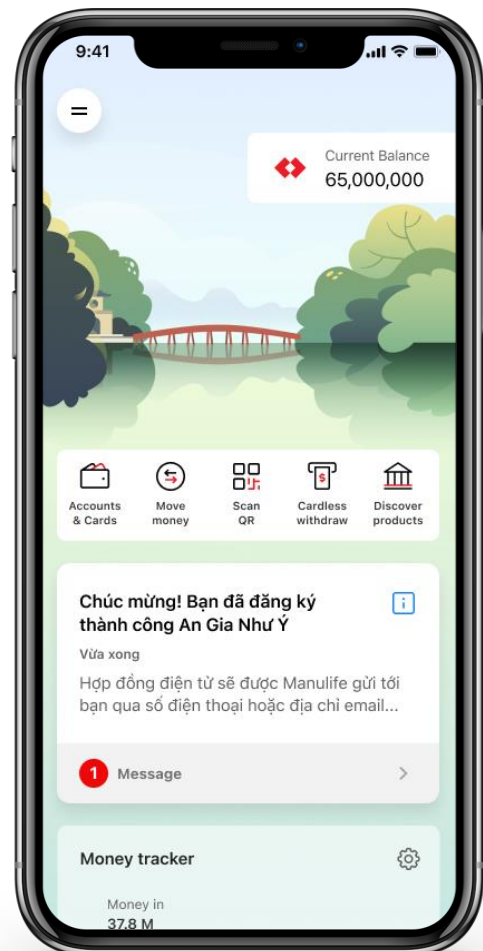 9:41
Current Balance
65,000,000
Accounts
& Cards
Move
money
Scan
QR
Cardless
withdraw
Discover
products
Chúc mừng! Bạn đã đăng ký
thành công An Gia Như Ý
Vừa xong
Hợp đồng điện tử sẽ được Manulife gửi tới
bạn qua số điện thoại hoặc địa chỉ email...
1 Message
Money tracker
Money in
37.8 M